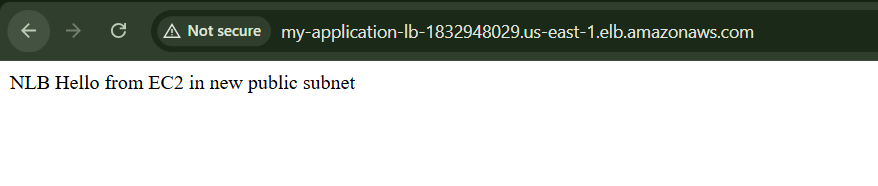 Not secure my-application-lb-1832948029.us-east-1.elb.amazonaws.com
NLB Hello from EC2 in new public subnet